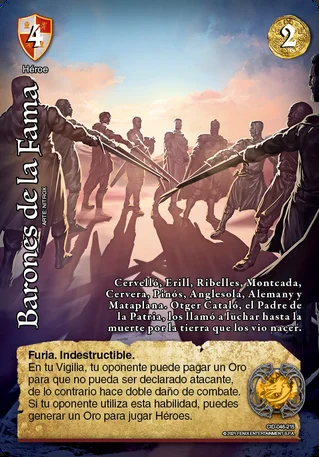 4
2
Héroe
Barones de la Fama
ARTE: NITROX
Cervelló, Erill, Ribelles, Montcada,
Cervera, Pinós, Anglesola, Alemany y
Mataplana. Otger Cataló, el Padre de
la Patria, los llamó a luchar hasta la
muerte por la tierra que los vio nacer.
Furia. Indestructible.
En tu Vigilia, tu oponente puede pagar un Oro
para que no pueda ser declarado atacante,
de lo contrario hace doble daño de combate.
Si tu oponente utiliza esta habilidad, puedes
generar un Oro para jugar Héroes.
CID-046-215
© 2021 FENIX ENTERTAINMENT S.P.A.